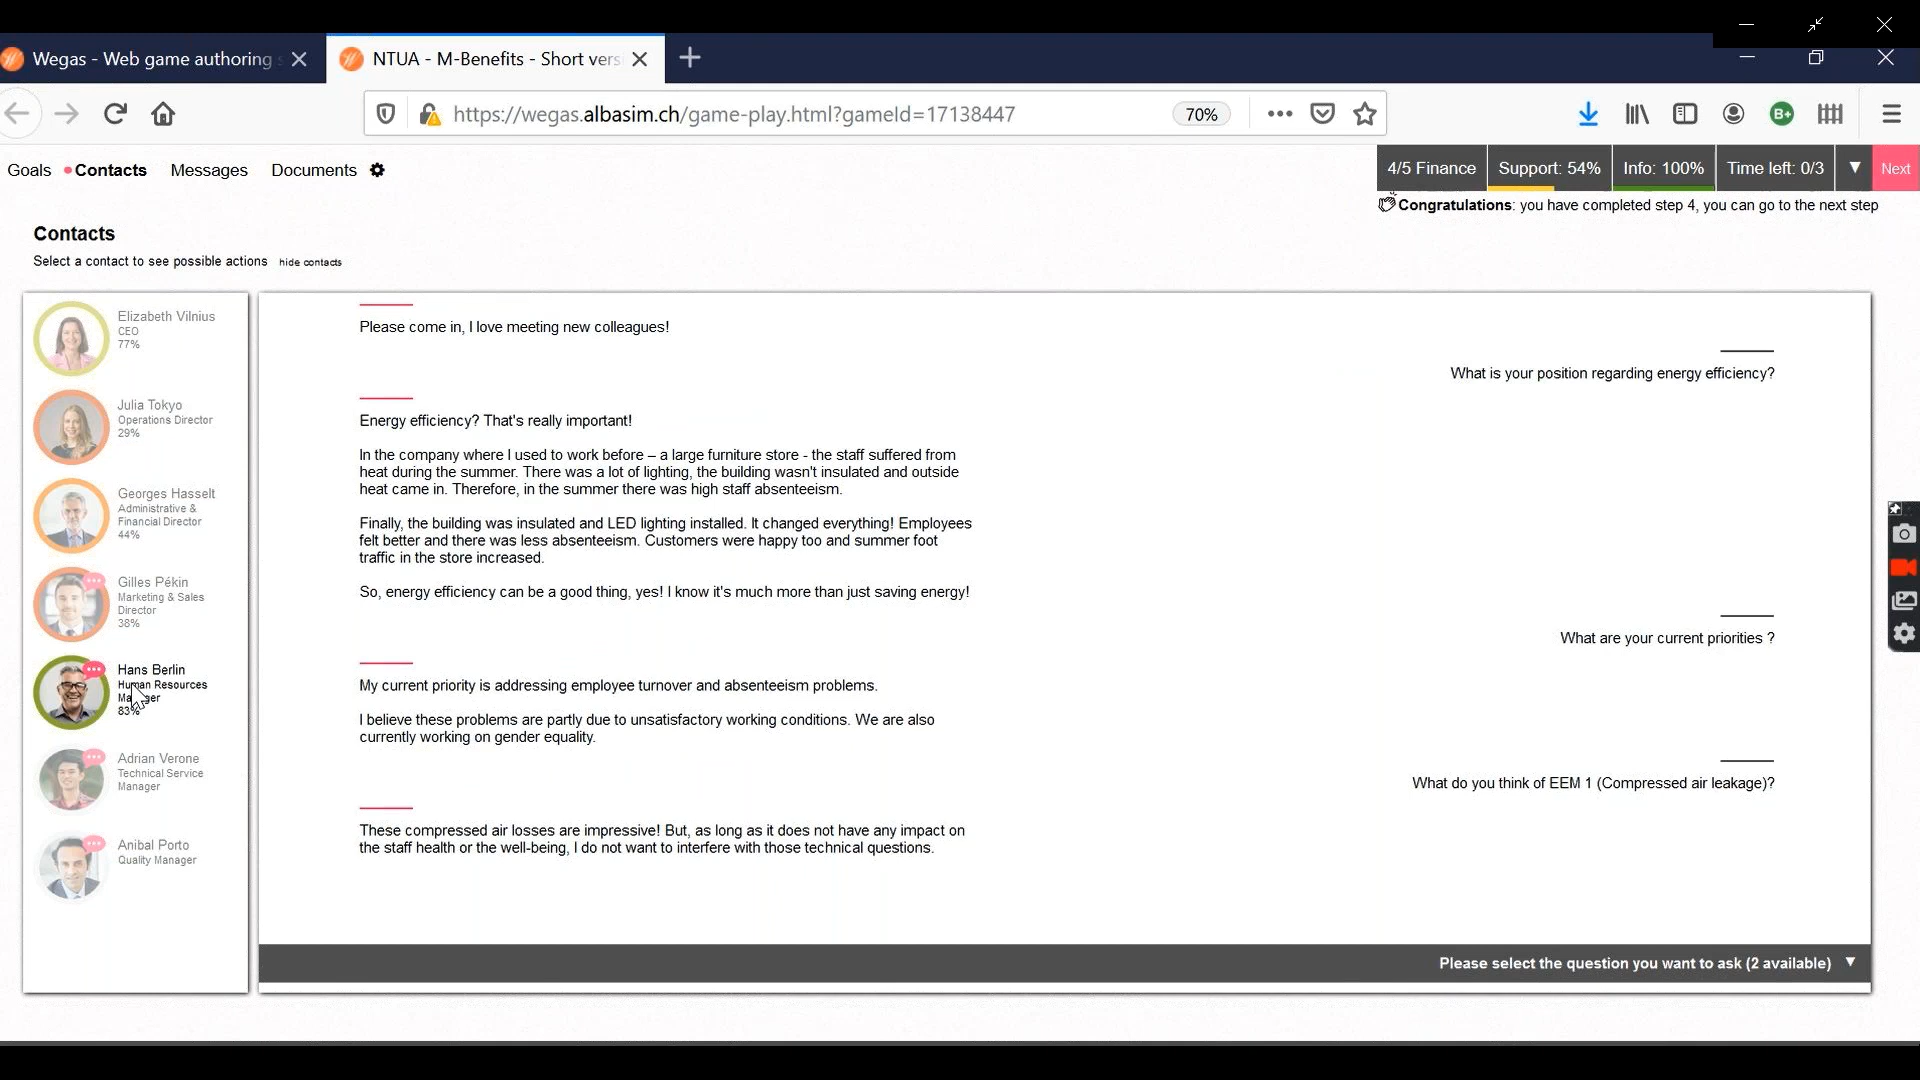 Wegas - Web game authoring s
NTUA - M-Benefits - Short vers
https://wegas.albasim.ch/game-play.html?gameId=17138447
70%
B+
Goals
Contacts
Messages
Documents
4/5 Finance
Support: 54%
Info: 100%
Time left: 0/3
Next
Congratulations: you have completed step 4, you can go to the next step
Contacts
Select a contact to see possible actions hide contacts
Elizabeth Vilnius
CEO
77%
Julia Tokyo
Operations Director
29%
Georges Hasselt
Administrative &
Financial Director
44%
Gilles Pékin
Marketing & Sales
Director
38%
Hans Berlin
Human Resources
Manager
83%
Adrian Verone
Technical Service
Manager
Anibal Porto
Quality Manager
Please come in, I love meeting new colleagues!
What is your position regarding energy efficiency?
Energy efficiency? That's really important!
In the company where I used to work before – a large furniture store - the staff suffered from
heat during the summer. There was a lot of lighting, the building wasn't insulated and outside
heat came in. Therefore, in the summer there was high staff absenteeism.
Finally, the building was insulated and LED lighting installed. It changed everything! Employees
felt better and there was less absenteeism. Customers were happy too and summer foot
traffic in the store increased.
So, energy efficiency can be a good thing, yes! I know it's much more than just saving energy!
What are your current priorities ?
My current priority is addressing employee turnover and absenteeism problems.
I believe these problems are partly due to unsatisfactory working conditions. We are also
currently working on gender equality.
What do you think of EEM 1 (Compressed air leakage)?
These compressed air losses are impressive! But, as long as it does not have any impact on
the staff health or the well-being, I do not want to interfere with those technical questions.
Please select the question you want to ask (2 available)